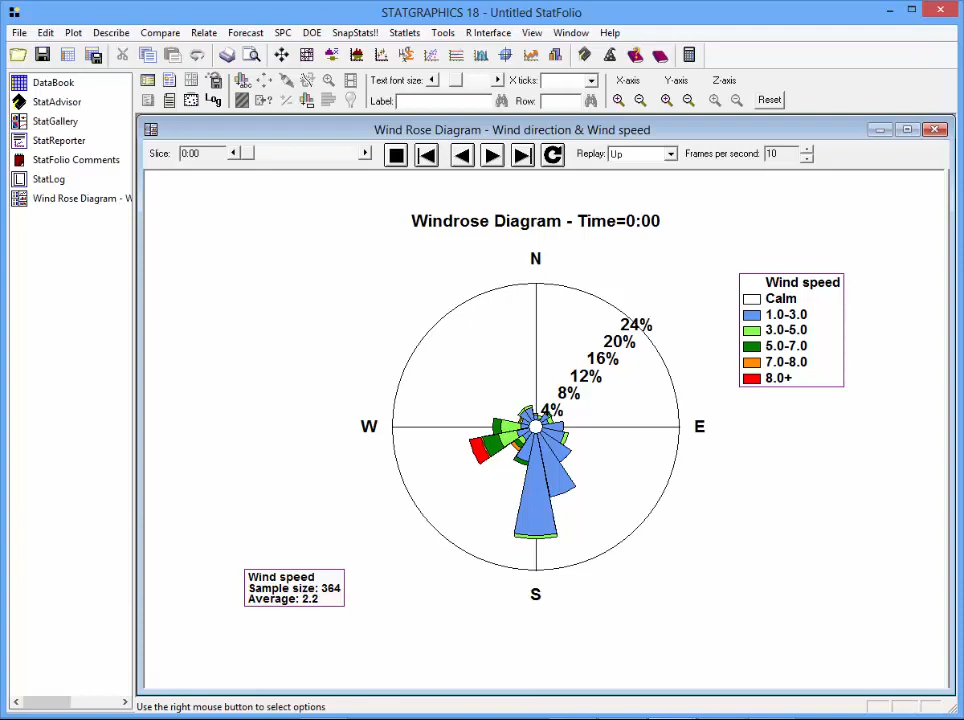 STATGRAPHICS 18 - Untitled StatFolio
File Edit Plot Describe Compare Relate Forecast SPC DOE SnapStats!! Statlets Tools R Interface View Window Help
Text font size: X ticks: X-axis Y-axis Z-axis
Log Label: Row: Reset
DataBook
StatAdvisor
StatGallery
StatReporter
StatFolio Comments
StatLog
Wind Rose Diagram - W
Wind Rose Diagram - Wind direction & Wind speed
Slice: 0:00 Replay: Up Frames per second: 10
Windrose Diagram - Time=0:00
N
Wind speed
Calm
1.0-3.0
3.0-5.0
5.0-7.0
7.0-8.0
8.0+
24%
20%
16%
12%
8%
4%
W
E
S
Wind speed
Sample size: 364
Average: 2.2
Use the right mouse button to select options